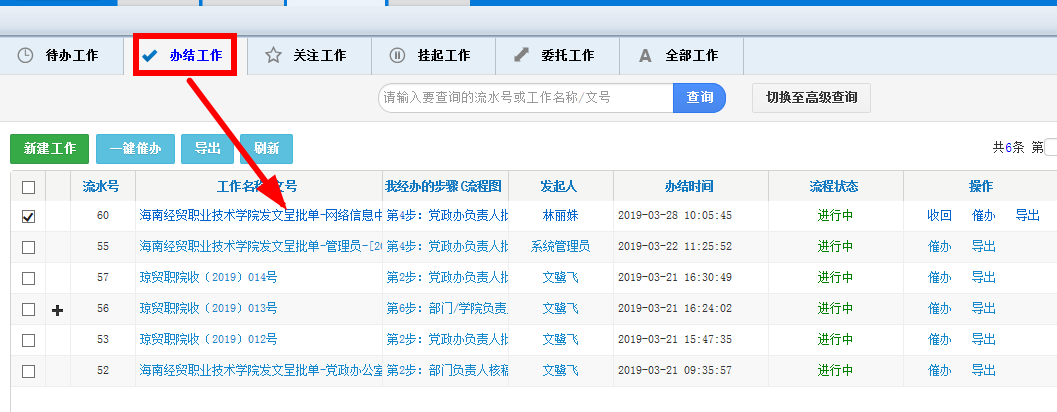 待办工作 办结工作 关注工作 挂起工作 委托工作 A 全部工作
请输入要查询的流水号或工作名称/文号 查询 切换至高级查询
新建工作 一键催办 导出 刷新 共6条 第
流水号 工作名称/文号 我经办的步骤(流程图 发起人 办结时间 流程状态 操作
60 海南经贸职业技术学院发文呈批单-网络信息中 第4步：党政办负责人批 林丽姝 2019-03-28 10:05:45 进行中 收回 催办 导出
55 海南经贸职业技术学院发文呈批单-管理员-[20 第4步：党政办负责人批 系统管理员 2019-03-22 11:25:52 进行中 催办 导出
57 琼贸职院收（2019）014号 第2步：党政办负责人批 文鹭飞 2019-03-21 16:30:49 进行中 催办 导出
56 琼贸职院收（2019）013号 第6步：部门/学院负责 文鹭飞 2019-03-21 16:24:02 进行中 催办 导出
53 琼贸职院收（2019）012号 第2步：党政办负责人批 文鹭飞 2019-03-21 15:47:35 进行中 催办 导出
52 海南经贸职业技术学院发文呈批单-党政办公室 第2步：部门负责人核稿 文鹭飞 2019-03-21 09:35:57 进行中 催办 导出